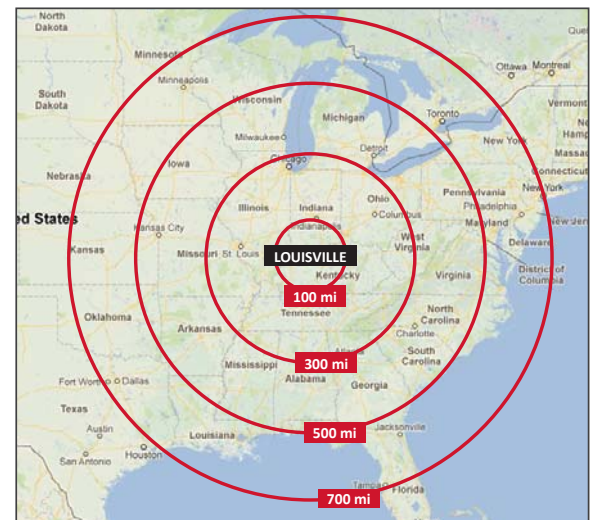 North
Dakota
Minnesota
Minneapolis
South
Dakota
Wisconsin
Ottawa Montreal
Michigan
Toronto
Vermont
Milwaukee
Detroit
New York
Iowa
Chicago
Nebraska
Ohio
Pennsylvania
New York
Illinois
Indiana
Columbus
Philadelphia
Indianapolis
Maryland
New Jersey
ed States
Kansas City
West
Virginia
Delaware
Kansas
Missouri St Louis
LOUISVILLE
Kentucky
Virginia
District of
Columbia
100 mi
Tennessee
North
Carolina
Oklahoma
Arkansas
Charlotte
South
Carolina
Atlanta
300 mi
Mississippi
Alabama
Georgia
Fort Worth Dallas
Texas
Austin
Louisiana
500 mi
Jacksonville
San Antonio
Houston
Tampa
Florida
700 mi